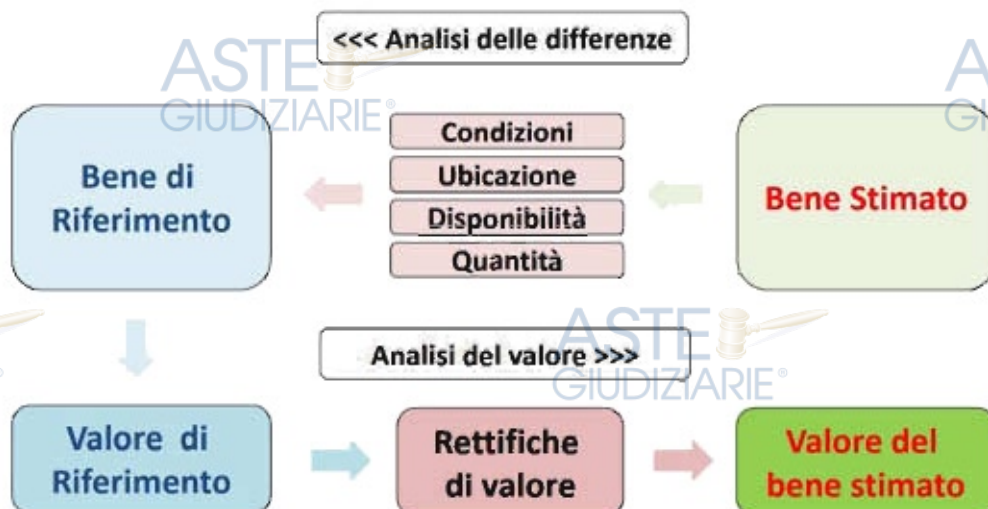 <<< Analisi delle differenze
ASTE
GIUDIZIARIE®
Bene di
Riferimento
Condizioni
Ubicazione
Disponibilità
Quantità
Bene Stimato
Analisi del valore >>>
ASTE
GIUDIZIARIE®
Valore di
Riferimento
Rettifiche
di valore
Valore del
bene stimato